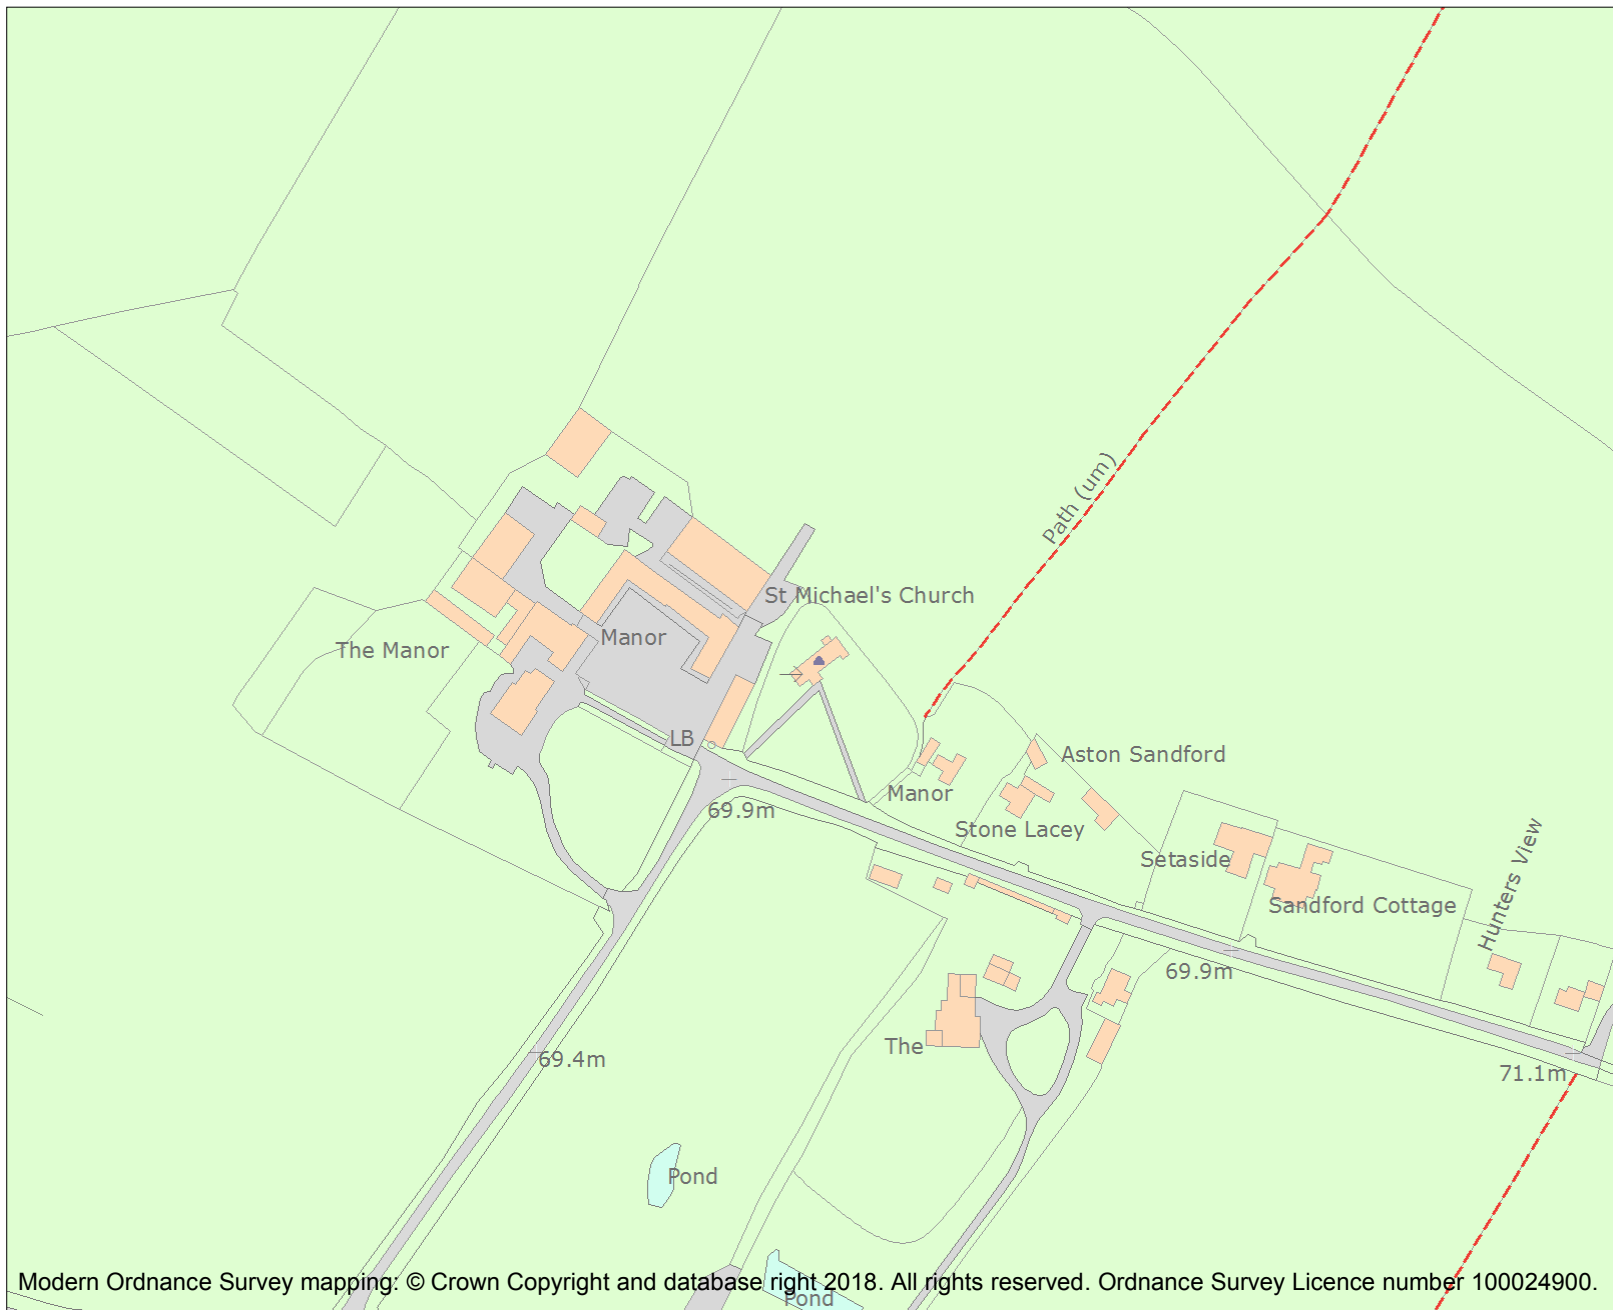 Path (um)
St Michael's Church
Manor
The Manor
LB
Aston Sandford
Manor
69.9m
Stone Lacey
Setaside
Hunters View
Sandford Cottage
69.9m
The
69.4m
71.1m
Pond
Modern Ordnance Survey mapping: © Crown Copyright and database right 2018. All rights reserved. Ordnance Survey Licence number 100024900.
Pond